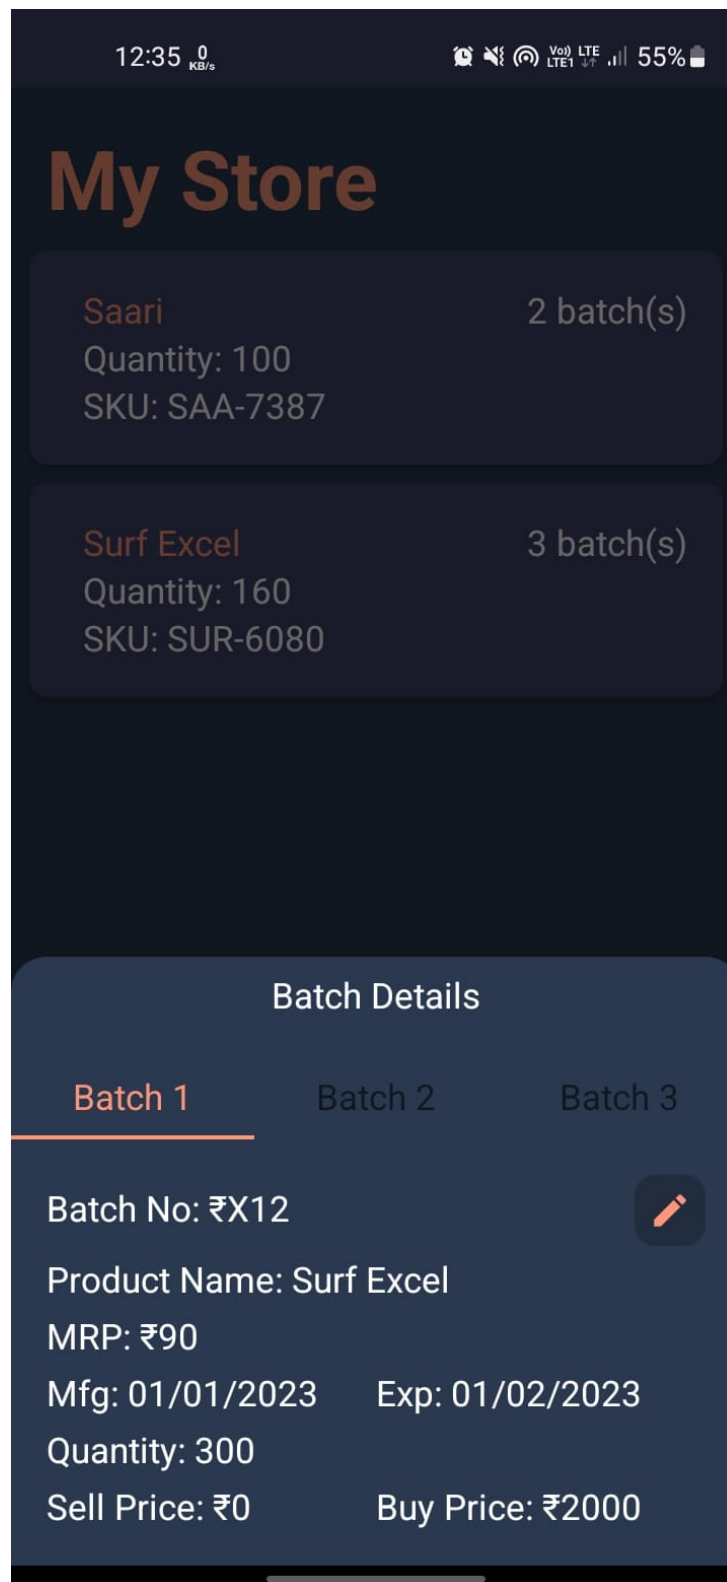 12:35 0 KB/s Vo)) LTE1 LTE 55%
My Store
Saari 2 batch(s)
Quantity: 100
SKU: SAA-7387
Surf Excel 3 batch(s)
Quantity: 160
SKU: SUR-6080
Batch Details
Batch 1 Batch 2 Batch 3
Batch No: ₹X12
Product Name: Surf Excel
MRP: ₹90
Mfg: 01/01/2023 Exp: 01/02/2023
Quantity: 300
Sell Price: ₹0 Buy Price: ₹2000